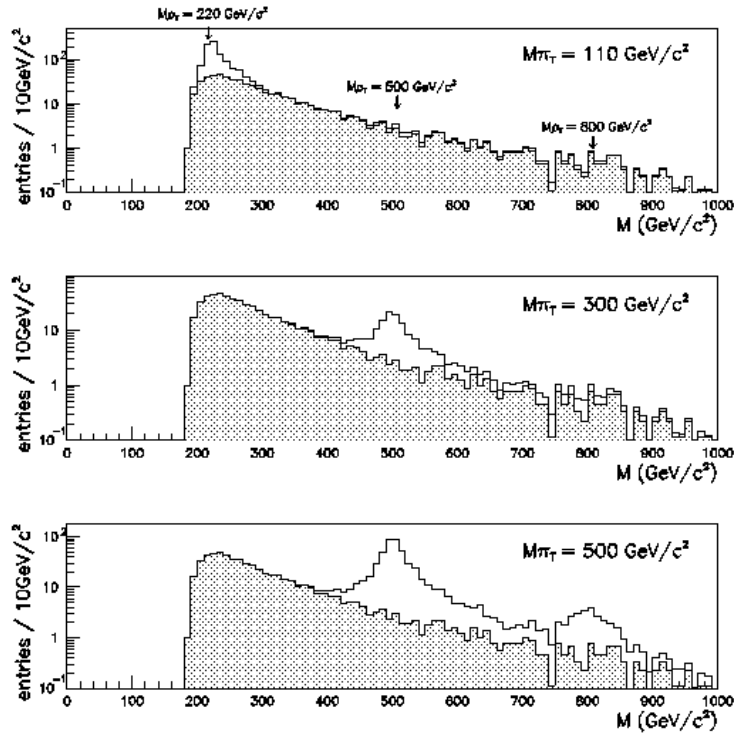 Mρ_T = 220 GeV/c²
entries / 10GeV/c²
10²
10
1
10⁻¹
Mπ_T = 110 GeV/c²
Mρ_T = 500 GeV/c²
Mρ_T = 800 GeV/c²
0 100 200 300 400 500 600 700 800 900 1000
M (GeV/c²)
entries / 10GeV/c²
10
1
10⁻¹
Mπ_T = 300 GeV/c²
0 100 200 300 400 500 600 700 800 900 1000
M (GeV/c²)
entries / 10GeV/c²
10²
10
1
10⁻¹
Mπ_T = 500 GeV/c²
0 100 200 300 400 500 600 700 800 900 1000
M (GeV/c²)